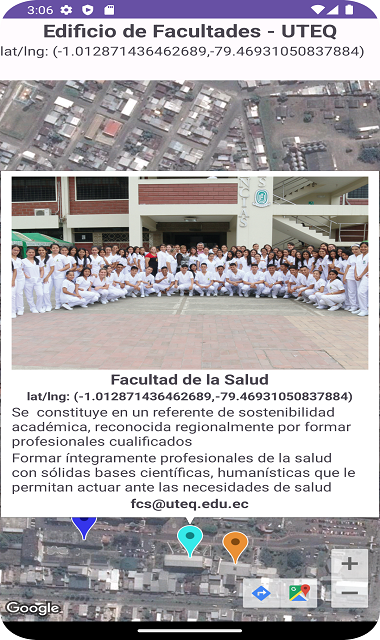 3:06
Edificio de Facultades - UTEQ
lat/lng: (-1.012871436462689,-79.46931050837884)
Facultad de la Salud
lat/lng: (-1.012871436462689,-79.46931050837884)
Se constituye en un referente de sostenibilidad
académica, reconocida regionalmente por formar
profesionales cualificados
Formar íntegramente profesionales de la salud
con sólidas bases científicas, humanísticas que le
permitan actuar ante las necesidades de salud
fcs@uteq.edu.ec
Google